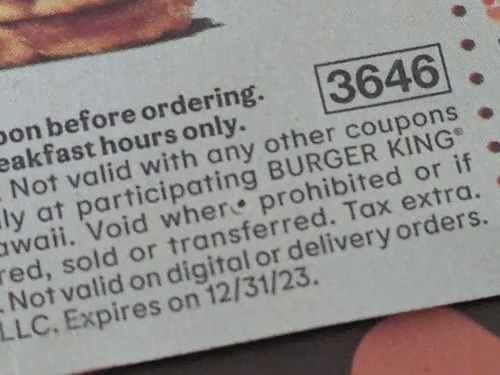 3646
pon before ordering.
eakfast hours only.
. Not valid with any other coupons
ly at participating BURGER KING®
awaii. Void where prohibited or if
red, sold or transferred. Tax extra.
. Not valid on digital or delivery orders.
LLC. Expires on 12/31/23.